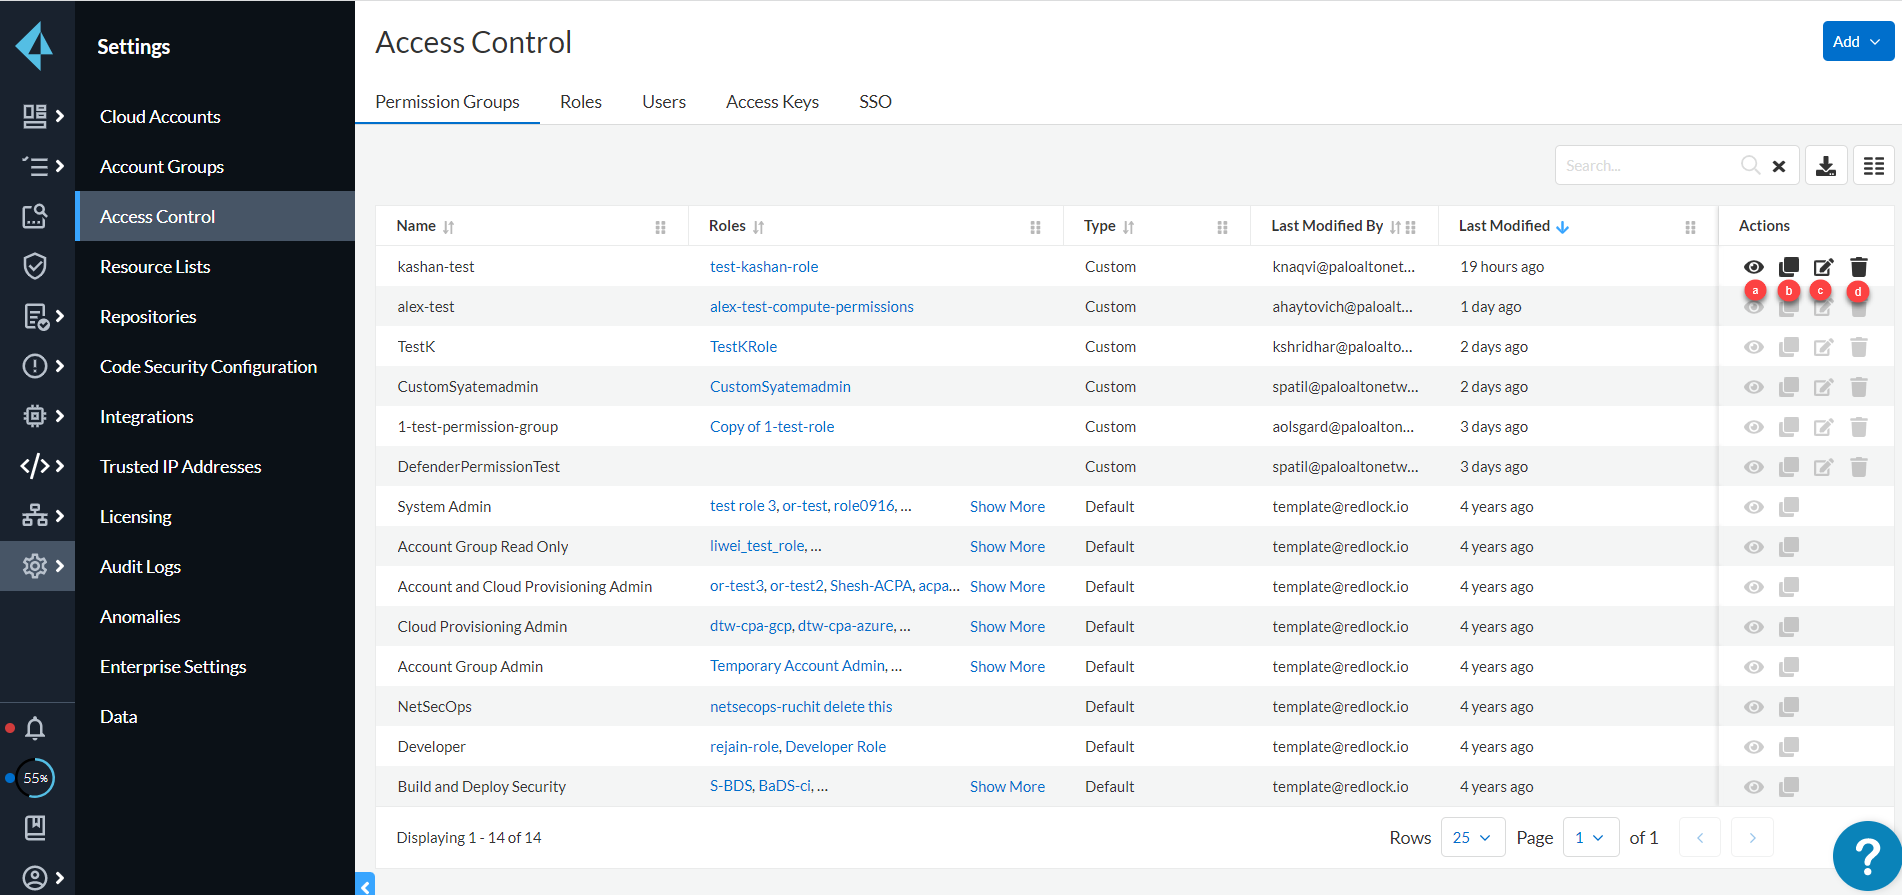 Settings
Cloud Accounts
Account Groups
Access Control
Resource Lists
Repositories
Code Security Configuration
Integrations
Trusted IP Addresses
Licensing
Audit Logs
Anomalies
Enterprise Settings
Data
55%
Access Control
Add
Permission Groups Roles Users Access Keys SSO
Search...
Name Roles Type Last Modified By Last Modified Actions
kashan-test test-kashan-role Custom knaqvi@paloaltonet... 19 hours ago
a b c d
alex-test alex-test-compute-permissions Custom ahaytovich@paloalt... 1 day ago
TestK TestKRole Custom kshridhar@paloalto... 2 days ago
CustomSyatemadmin CustomSyatemadmin Custom spatil@paloaltonetw... 2 days ago
1-test-permission-group Copy of 1-test-role Custom aolsgard@paloalton... 3 days ago
DefenderPermissionTest Custom spatil@paloaltonetw... 3 days ago
System Admin test role 3, or-test, role0916, ... Show More Default template@redlock.io 4 years ago
Account Group Read Only liwei_test_role, ... Show More Default template@redlock.io 4 years ago
Account and Cloud Provisioning Admin or-test3, or-test2, Shesh-ACPA, acpa... Show More Default template@redlock.io 4 years ago
Cloud Provisioning Admin dtw-cpa-gcp, dtw-cpa-azure, ... Show More Default template@redlock.io 4 years ago
Account Group Admin Temporary Account Admin, ... Show More Default template@redlock.io 4 years ago
NetSecOps netsecops-ruchit delete this Default template@redlock.io 4 years ago
Developer rejain-role, Developer Role Default template@redlock.io 4 years ago
Build and Deploy Security S-BDS, BaDS-ci, ... Show More Default template@redlock.io 4 years ago
Displaying 1 - 14 of 14 Rows 25 Page 1 of 1
?